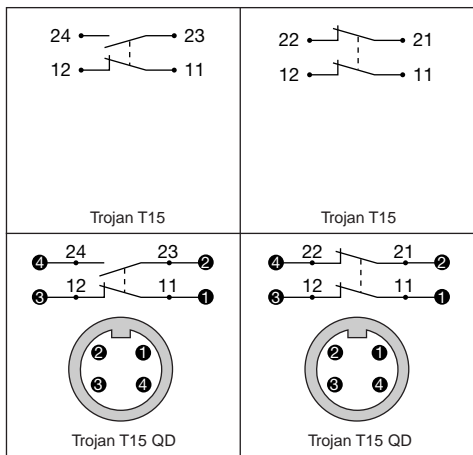 24 23
12 11
Trojan T15
22 21
12 11
Trojan T15
4 24 23 2
3 12 11 1
2 1
3 4
Trojan T15 QD
4 22 21 2
3 12 11 1
2 1
3 4
Trojan T15 QD